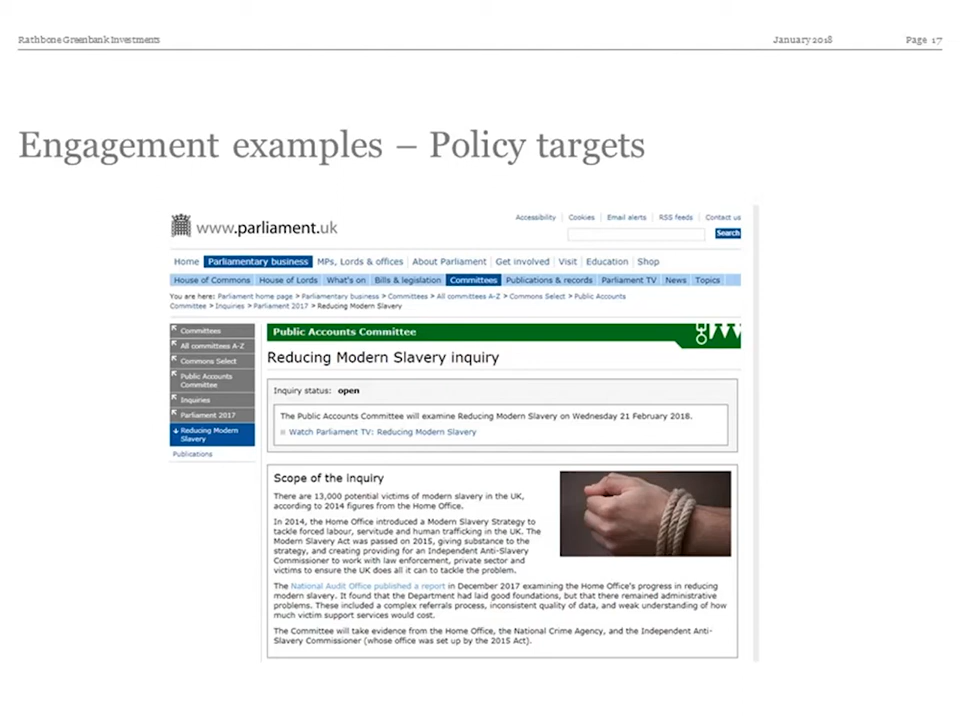 Rathbone Greenbank Investments
January 2018
Page 17
Engagement examples – Policy targets
www.parliament.uk
Accessibility
Cookies
Email alerts
RSS feeds
Contact us
Search
Home
Parliamentary business
MPs, Lords & offices
About Parliament
Get involved
Visit
Education
Shop
House of Commons
House of Lords
What's on
Bills & legislation
Committees
Publications & records
Parliament TV
News
Topics
You are here: Parliament home page > Parliamentary business > Committees > All committees A-Z > Commons Select > Public Accounts
Committee > Inquiries > Parliament 2017 > Reducing Modern Slavery
Committees
All committees A-Z
Commons Select
Public Accounts
Committee
Inquiries
Parliament 2017
Reducing Modern
Slavery
Publications
Public Accounts Committee
Reducing Modern Slavery inquiry
Inquiry status: open
The Public Accounts Committee will examine Reducing Modern Slavery on Wednesday 21 February 2018.
Watch Parliament TV: Reducing Modern Slavery
Scope of the inquiry
There are 13,000 potential victims of modern slavery in the UK,
according to 2014 figures from the Home Office.
In 2014, the Home Office introduced a Modern Slavery Strategy to
tackle forced labour, servitude and human trafficking in the UK. The
Modern Slavery Act was passed on 2015, giving substance to the
strategy, and creating providing for an Independent Anti-Slavery
Commissioner to work with law enforcement, private sector and
victims to ensure the UK does all it can to tackle the problem.
The National Audit Office published a report in December 2017 examining the Home Office's progress in reducing
modern slavery. It found that the Department had laid good foundations, but that there remained administrative
problems. These included a complex referrals process, inconsistent quality of data, and weak understanding of how
much victim support services would cost.
The Committee will take evidence from the Home Office, the National Crime Agency, and the Independent Anti-
Slavery Commissioner (whose office was set up by the 2015 Act).